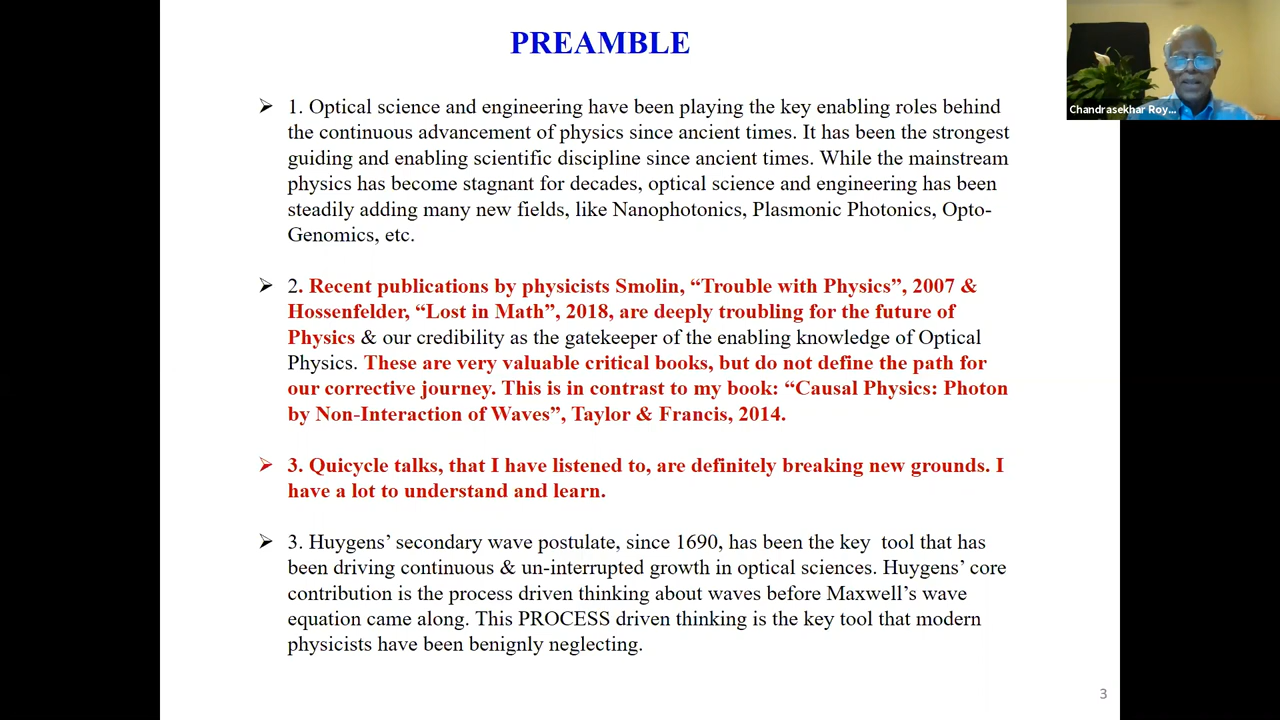 PREAMBLE
Chandrasekhar Roy...
➢ 1. Optical science and engineering have been playing the key enabling roles behind
the continuous advancement of physics since ancient times. It has been the strongest
guiding and enabling scientific discipline since ancient times. While the mainstream
physics has become stagnant for decades, optical science and engineering has been
steadily adding many new fields, like Nanophotonics, Plasmonic Photonics, Opto-
Genomics, etc.
➢ 2. Recent publications by physicists Smolin, “Trouble with Physics”, 2007 &
Hossenfelder, “Lost in Math”, 2018, are deeply troubling for the future of
Physics & our credibility as the gatekeeper of the enabling knowledge of Optical
Physics. These are very valuable critical books, but do not define the path for
our corrective journey. This is in contrast to my book: “Causal Physics: Photon
by Non-Interaction of Waves”, Taylor & Francis, 2014.
➢ 3. Quicycle talks, that I have listened to, are definitely breaking new grounds. I
have a lot to understand and learn.
➢ 3. Huygens’ secondary wave postulate, since 1690, has been the key tool that has
been driving continuous & un-interrupted growth in optical sciences. Huygens’ core
contribution is the process driven thinking about waves before Maxwell’s wave
equation came along. This PROCESS driven thinking is the key tool that modern
physicists have been benignly neglecting.
3